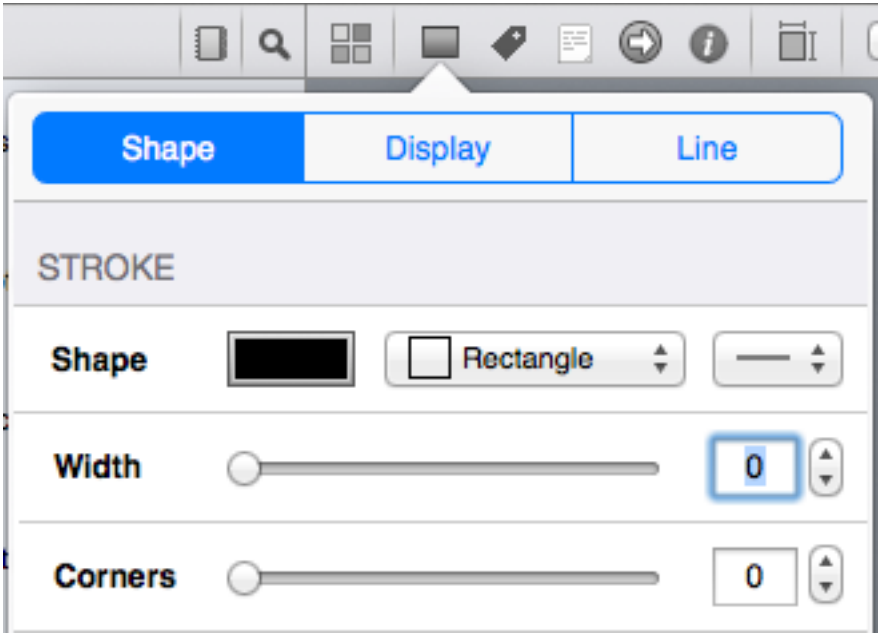 Shape Display Line
STROKE
Shape Rectangle
Width 0
Corners 0